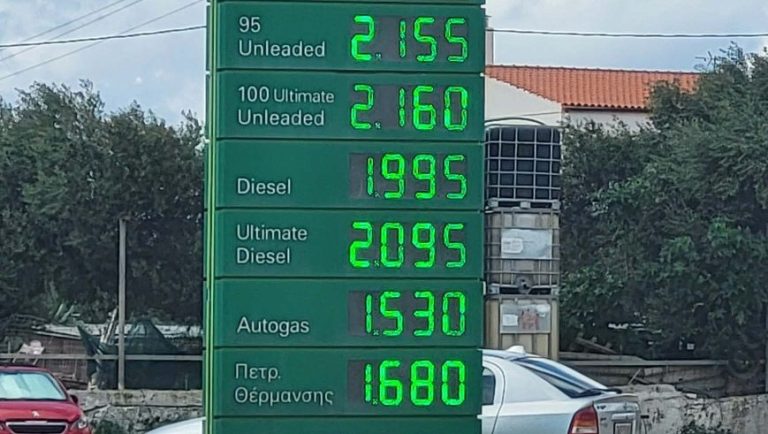 95
Unleaded 2.155
100 Ultimate
Unleaded 2.160
Diesel 1.995
Ultimate
Diesel 2.095
Autogas 1.530
Πετρ.
Θέρμανσης 1.680